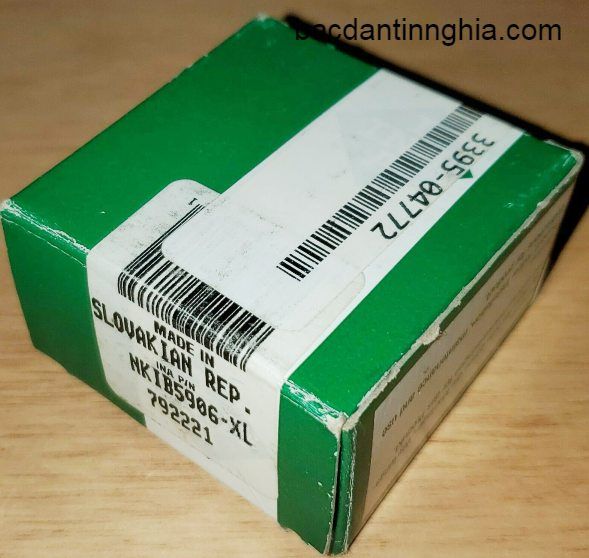 bacdantinnghia.com
3395-04772
MADE IN
SLOVAKIAN REP.
INA P/N
NKIB5906-XL
792221